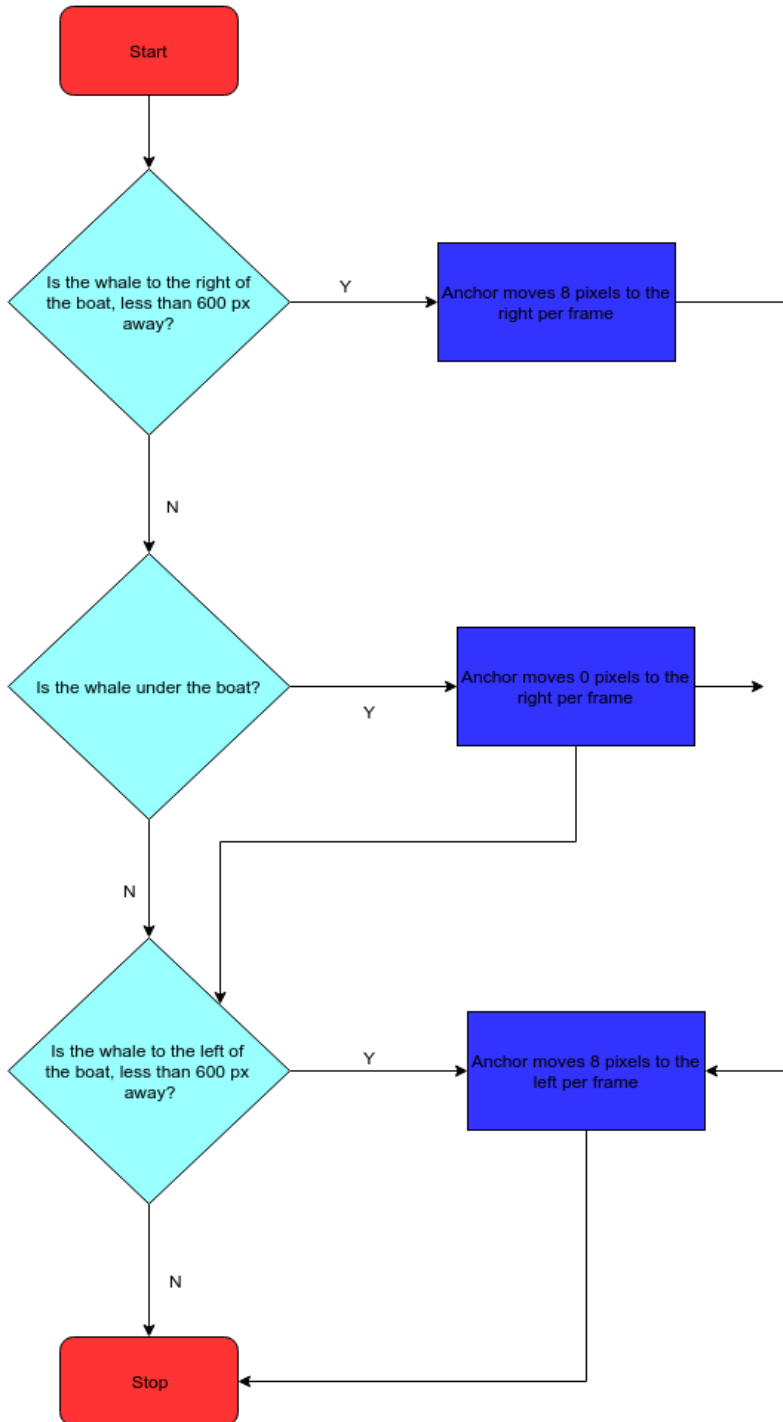 Start
Is the whale to the right of
the boat, less than 600 px
away?
Y
Anchor moves 8 pixels to the
right per frame
N
Is the whale under the boat?
Y
Anchor moves 0 pixels to the
right per frame
N
Is the whale to the left of
the boat, less than 600 px
away?
Y
Anchor moves 8 pixels to the
left per frame
N
Stop